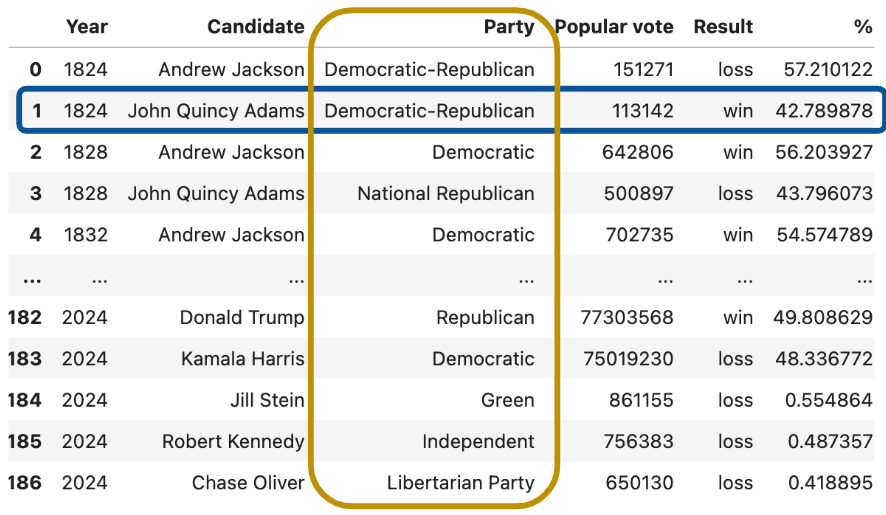 Year Candidate Party Popular vote Result %
0 1824 Andrew Jackson Democratic-Republican 151271 loss 57.210122
1 1824 John Quincy Adams Democratic-Republican 113142 win 42.789878
2 1828 Andrew Jackson Democratic 642806 win 56.203927
3 1828 John Quincy Adams National Republican 500897 loss 43.796073
4 1832 Andrew Jackson Democratic 702735 win 54.574789
... ... ... ... ... ... ...
182 2024 Donald Trump Republican 77303568 win 49.808629
183 2024 Kamala Harris Democratic 75019230 loss 48.336772
184 2024 Jill Stein Green 861155 loss 0.554864
185 2024 Robert Kennedy Independent 756383 loss 0.487357
186 2024 Chase Oliver Libertarian Party 650130 loss 0.418895